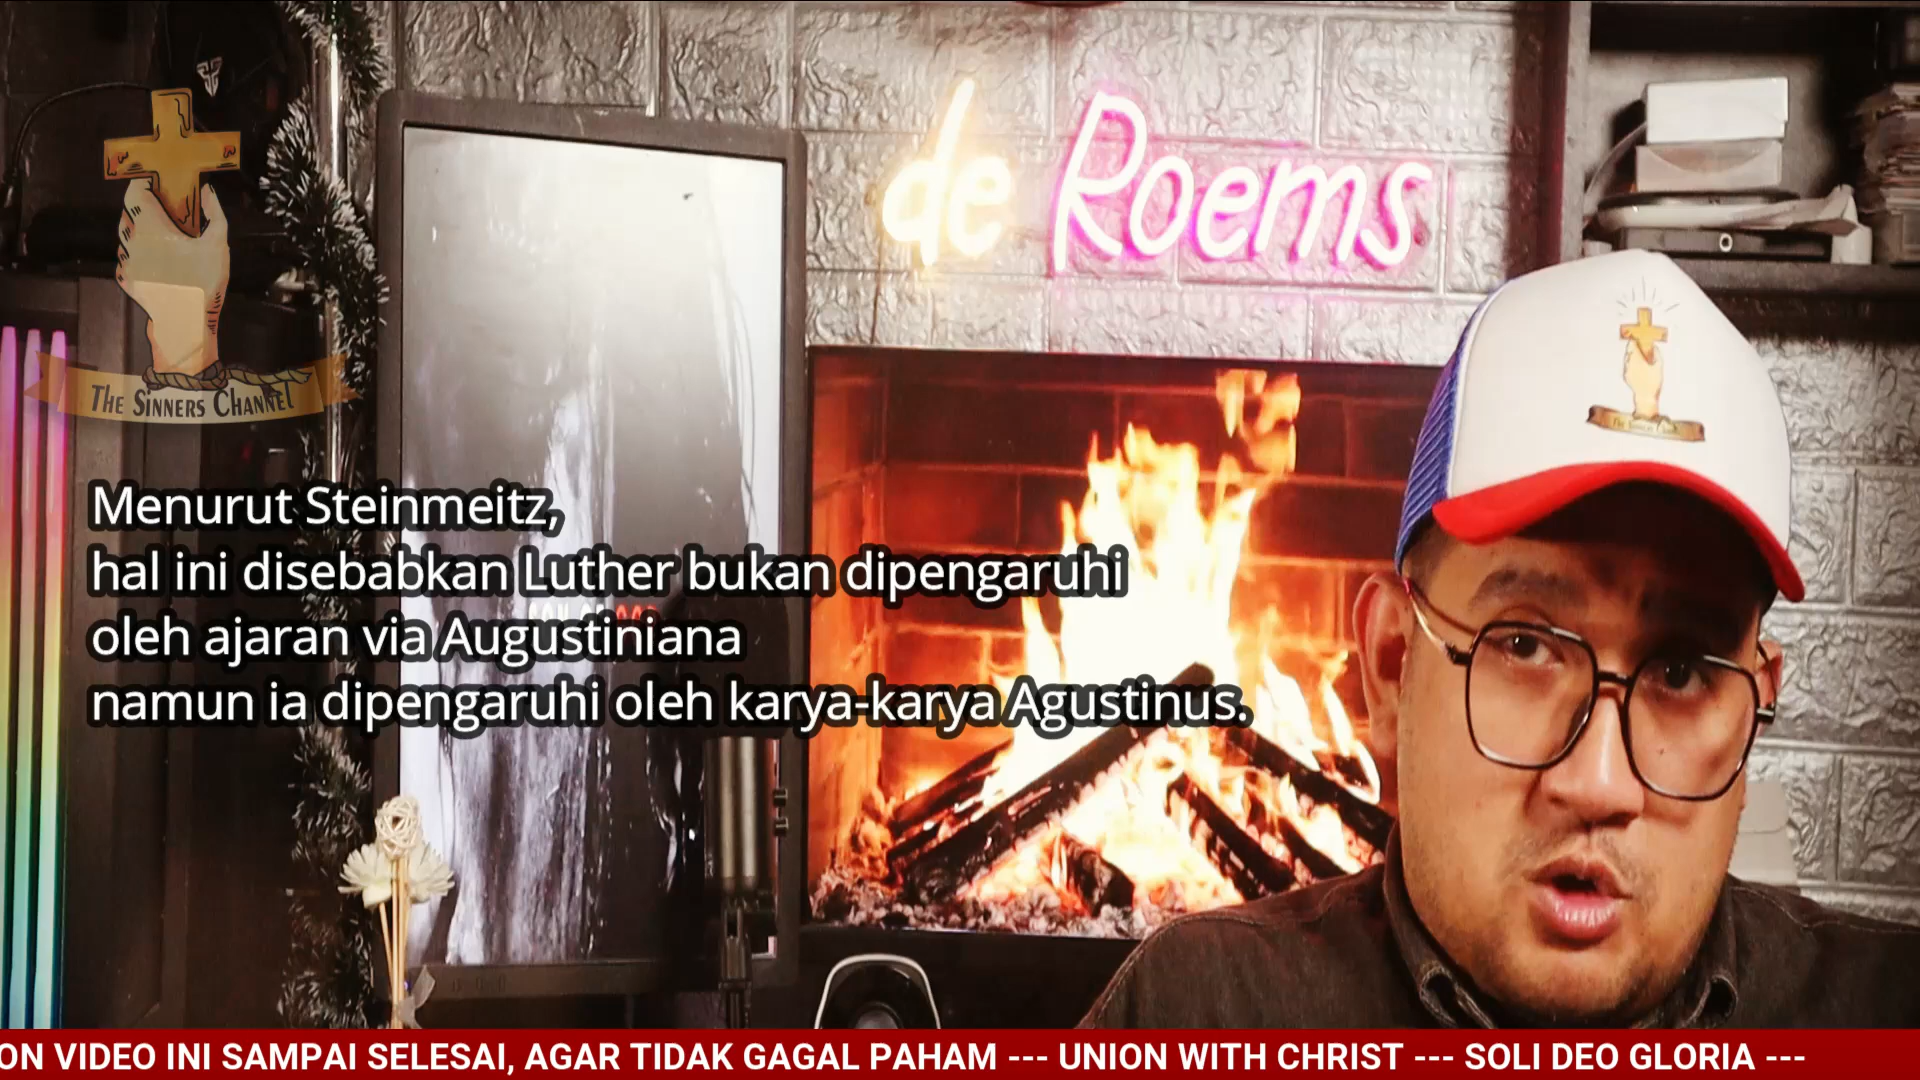 de Roems
The Sinners Channel
Menurut Steinmeitz,
hal ini disebabkan Luther bukan dipengaruhi
oleh ajaran via Augustiniana
namun ia dipengaruhi oleh karya-karya Agustinus.
ON VIDEO INI SAMPAI SELESAI, AGAR TIDAK GAGAL PAHAM --- UNION WITH CHRIST --- SOLI DEO GLORIA ---